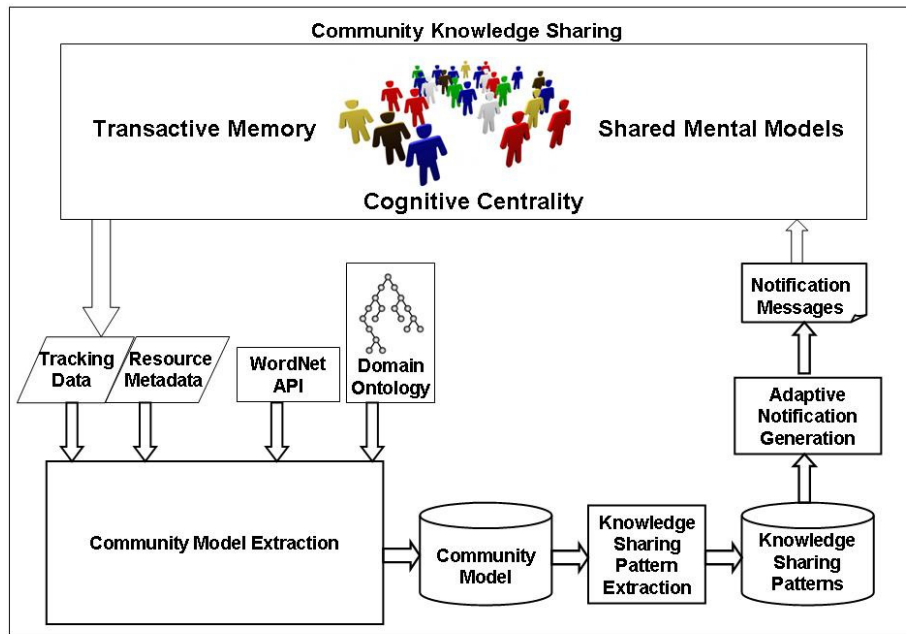 Community Knowledge Sharing
Transactive Memory
Shared Mental Models
Cognitive Centrality
Tracking
Data
Resource
Metadata
WordNet
API
Domain
Ontology
Notification
Messages
Adaptive
Notification
Generation
Community Model Extraction
Community
Model
Knowledge
Sharing
Pattern
Extraction
Knowledge
Sharing
Patterns